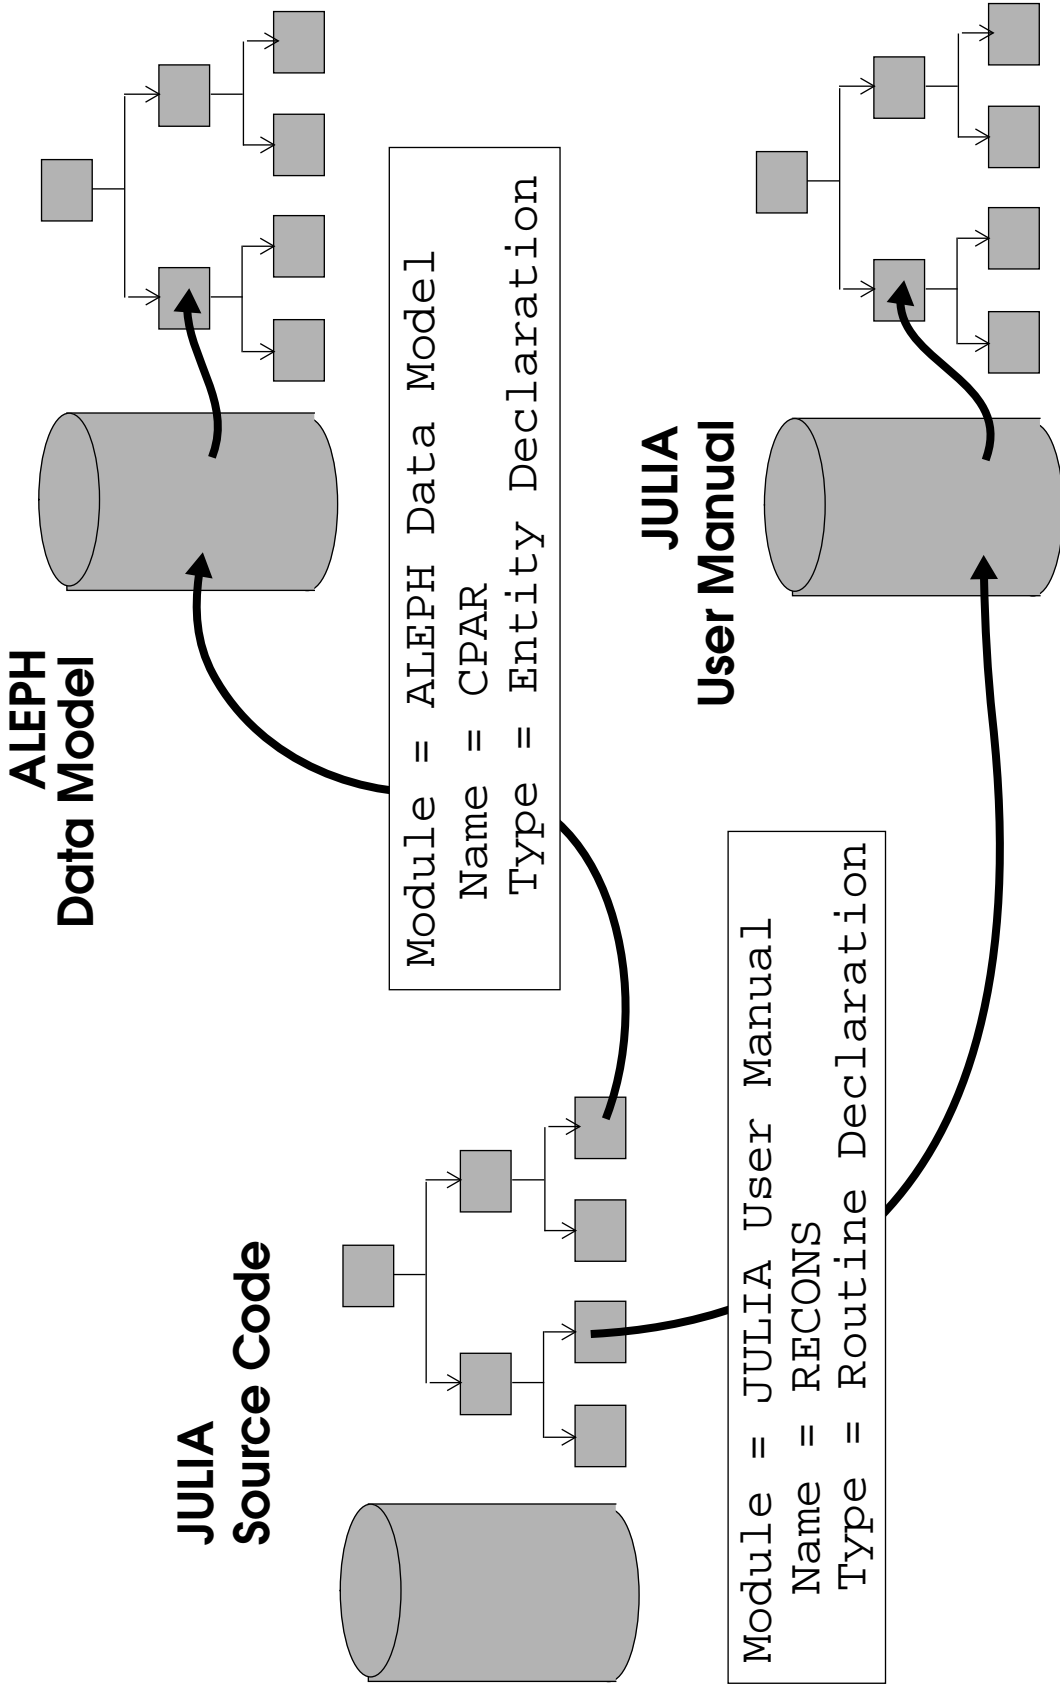 ALEPH
Data Model
Module = ALEPH Data Model
Name = CPAR
Type = Entity Declaration
JULIA
Source Code
JULIA
User Manual
Module = JULIA User Manual
Name = RECONS
Type = Routine Declaration